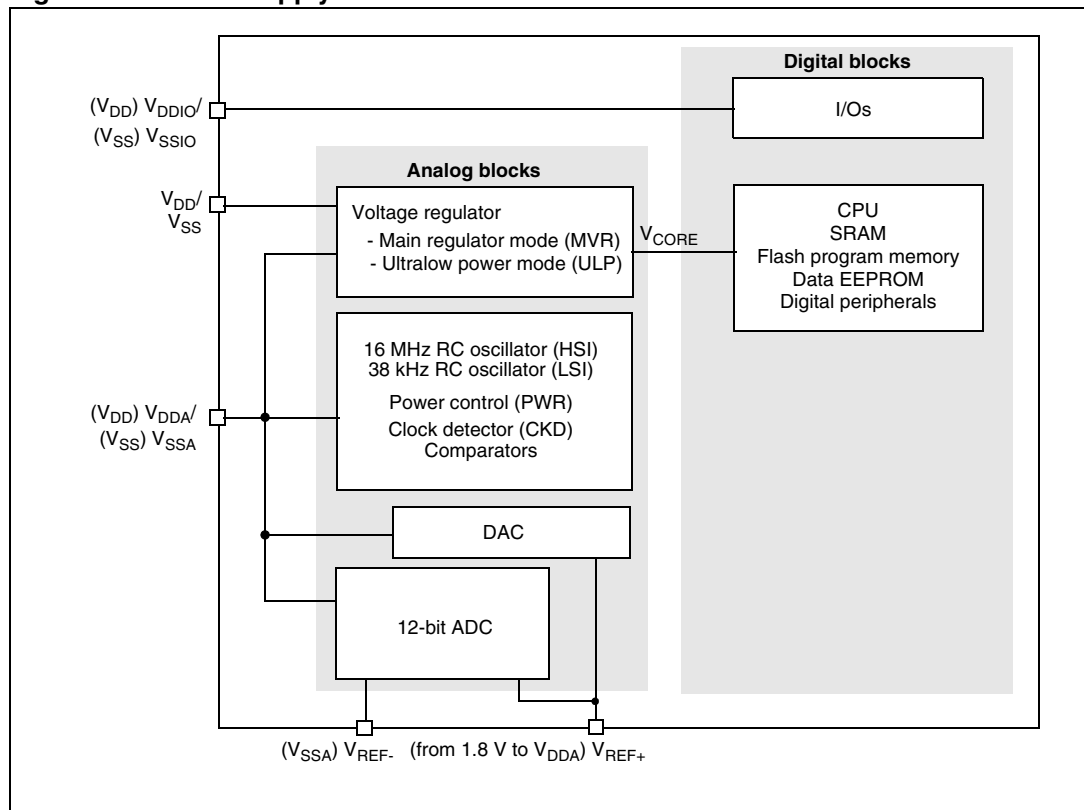 pply
Digital blocks
(VDD) VDDIO/
(VSS) VSSIO
I/Os
Analog blocks
VDD/
VSS
Voltage regulator
- Main regulator mode (MVR)
- Ultralow power mode (ULP)
VCORE
CPU
SRAM
Flash program memory
Data EEPROM
Digital peripherals
16 MHz RC oscillator (HSI)
38 kHz RC oscillator (LSI)
Power control (PWR)
Clock detector (CKD)
Comparators
(VDD) VDDA/
(VSS) VSSA
DAC
12-bit ADC
(VSSA) VREF- (from 1.8 V to VDDA) VREF+